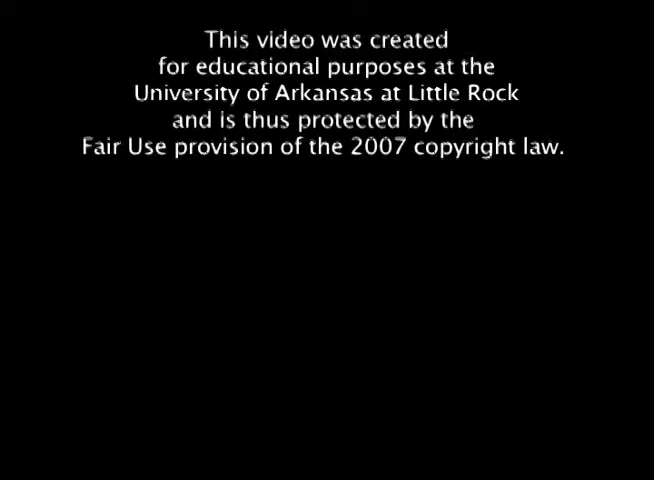 This video was created
for educational purposes at the
University of Arkansas at Little Rock
and is thus protected by the
Fair Use provision of the 2007 copyright law.